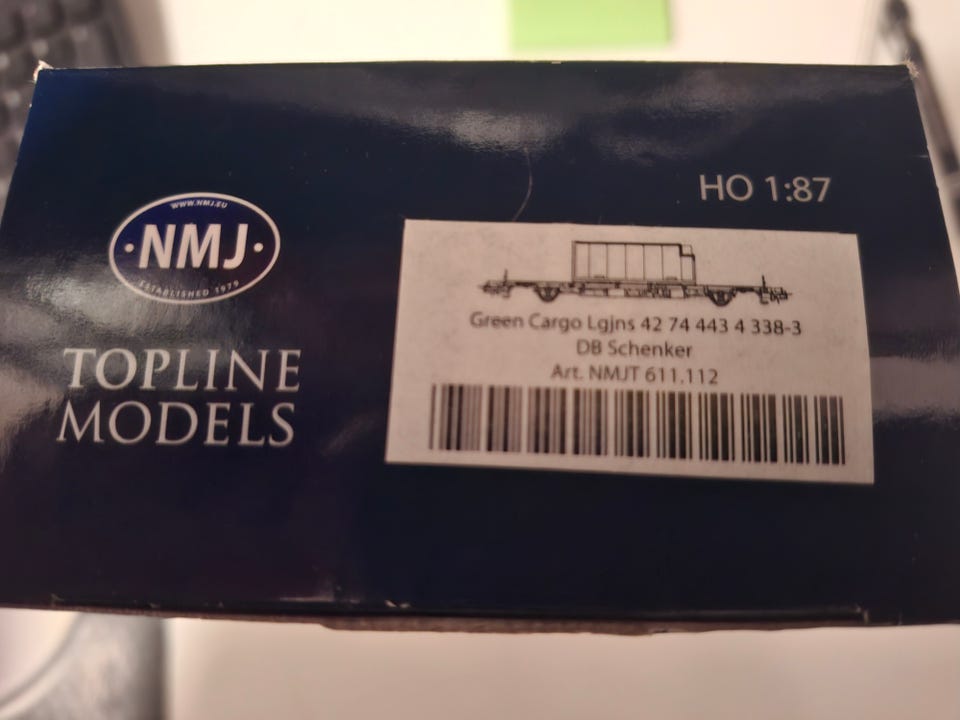 WWW.NMJ.EU
·NMJ·
ESTABLISHED 1979
TOPLINE
MODELS
HO 1:87
Green Cargo Lgjns 42 74 443 4 338-3
DB Schenker
Art. NMJT 611.112